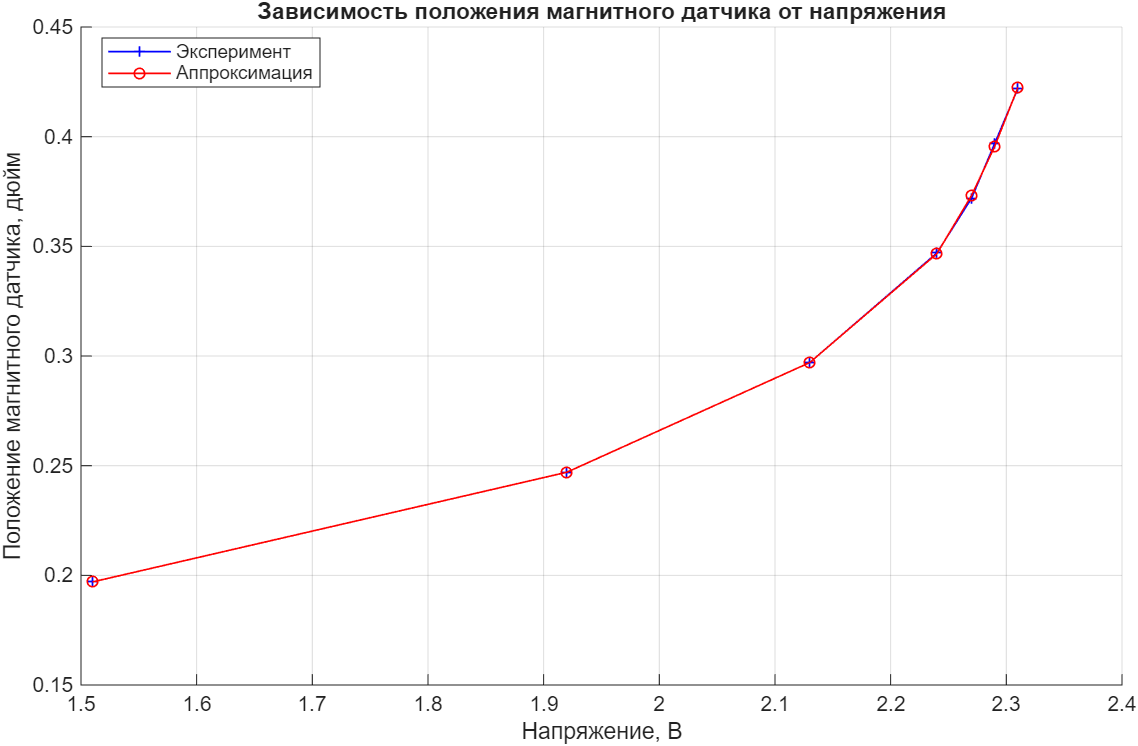 Зависимость положения магнитного датчика от напряжения
Эксперимент
Аппроксимация
Положение магнитного датчика, дюйм
0.45
0.4
0.35
0.3
0.25
0.2
0.15
1.5 1.6 1.7 1.8 1.9 2 2.1 2.2 2.3 2.4
Напряжение, В